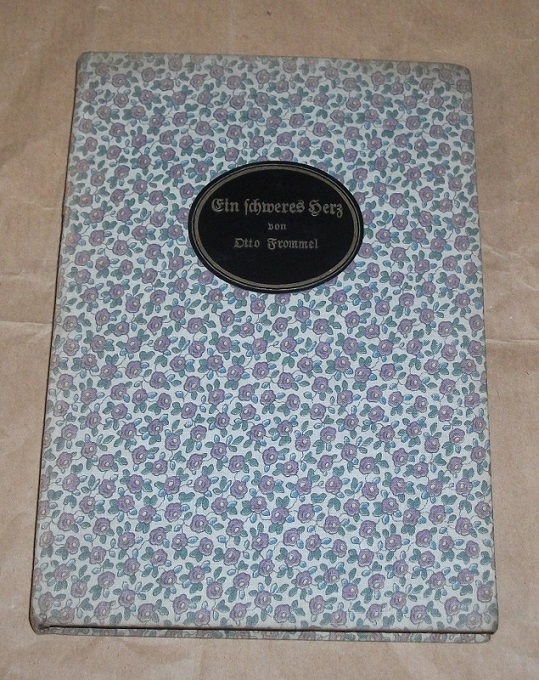 Ein schweres Herz
von
Otto Frommel